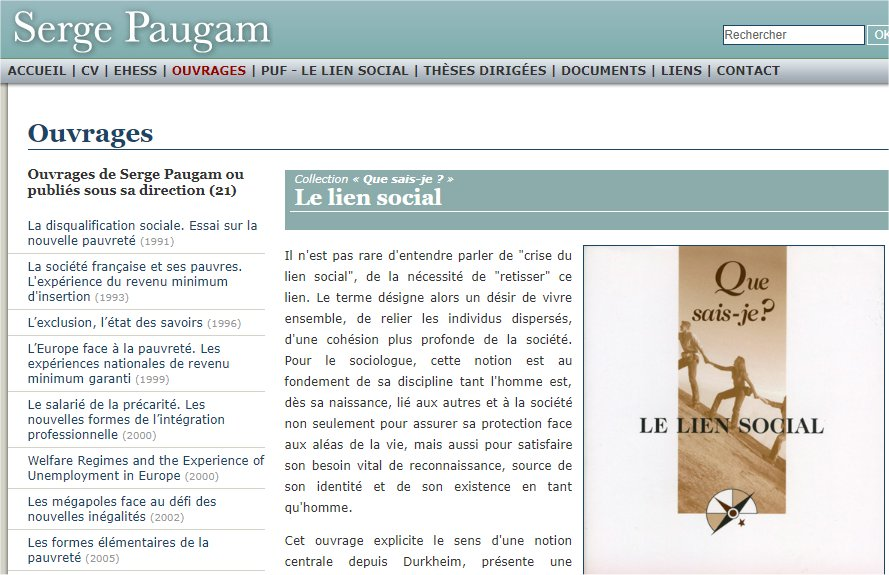 Serge Paugam
Rechercher
OK
ACCUEIL | CV | EHESS | OUVRAGES | PUF - LE LIEN SOCIAL | THÈSES DIRIGÉES | DOCUMENTS | LIENS | CONTACT
Ouvrages
Ouvrages de Serge Paugam ou
publiés sous sa direction (21)
La disqualification sociale. Essai sur la
nouvelle pauvreté (1991)
La société française et ses pauvres.
L'expérience du revenu minimum
d'insertion (1993)
L’exclusion, l’état des savoirs (1996)
L’Europe face à la pauvreté. Les
expériences nationales de revenu
minimum garanti (1999)
Le salarié de la précarité. Les
nouvelles formes de l’intégration
professionnelle (2000)
Welfare Regimes and the Experience of
Unemployment in Europe (2000)
Les mégapoles face au défi des
nouvelles inégalités (2002)
Les formes élémentaires de la
pauvreté (2005)
Collection « Que sais-je ? »
Le lien social
Il n'est pas rare d'entendre parler de "crise du
lien social", de la nécessité de "retisser" ce
lien. Le terme désigne alors un désir de vivre
ensemble, de relier les individus dispersés,
d'une cohésion plus profonde de la société.
Pour le sociologue, cette notion est au
fondement de sa discipline tant l'homme est,
dès sa naissance, lié aux autres et à la société
non seulement pour assurer sa protection face
aux aléas de la vie, mais aussi pour satisfaire
son besoin vital de reconnaissance, source de
son identité et de son existence en tant
qu'homme.
Cet ouvrage explicite le sens d'une notion
centrale depuis Durkheim, présente une
Que
sais-je?
LE LIEN SOCIAL